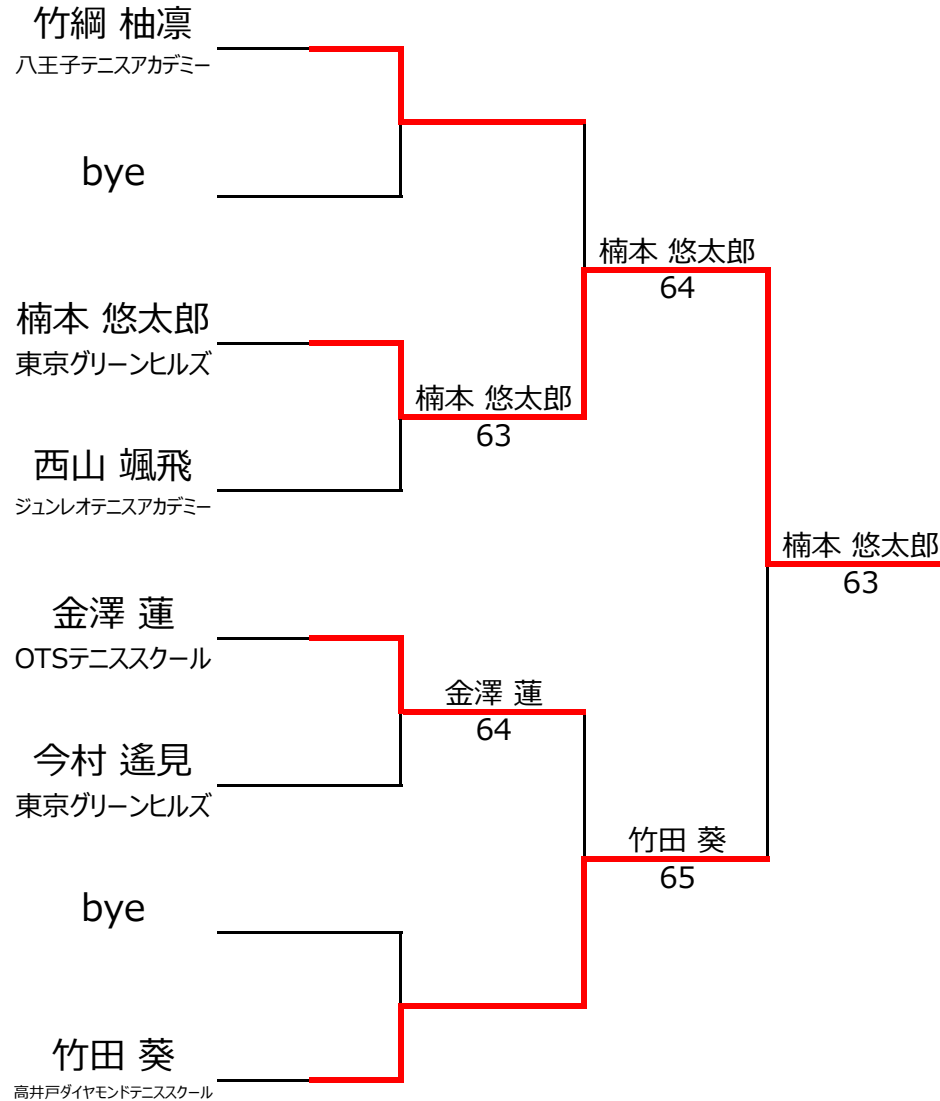 竹綱 柚凛
八王子テニスアカデミー
bye
楠本 悠太郎
64
楠本 悠太郎
東京グリーンヒルズ
楠本 悠太郎
63
西山 颯飛
ジュンレオテニスアカデミー
楠本 悠太郎
63
金澤 蓮
OTSテニススクール
金澤 蓮
64
今村 遙見
東京グリーンヒルズ
竹田 葵
65
bye
竹田 葵
高井戸ダイヤモンドテニススクール